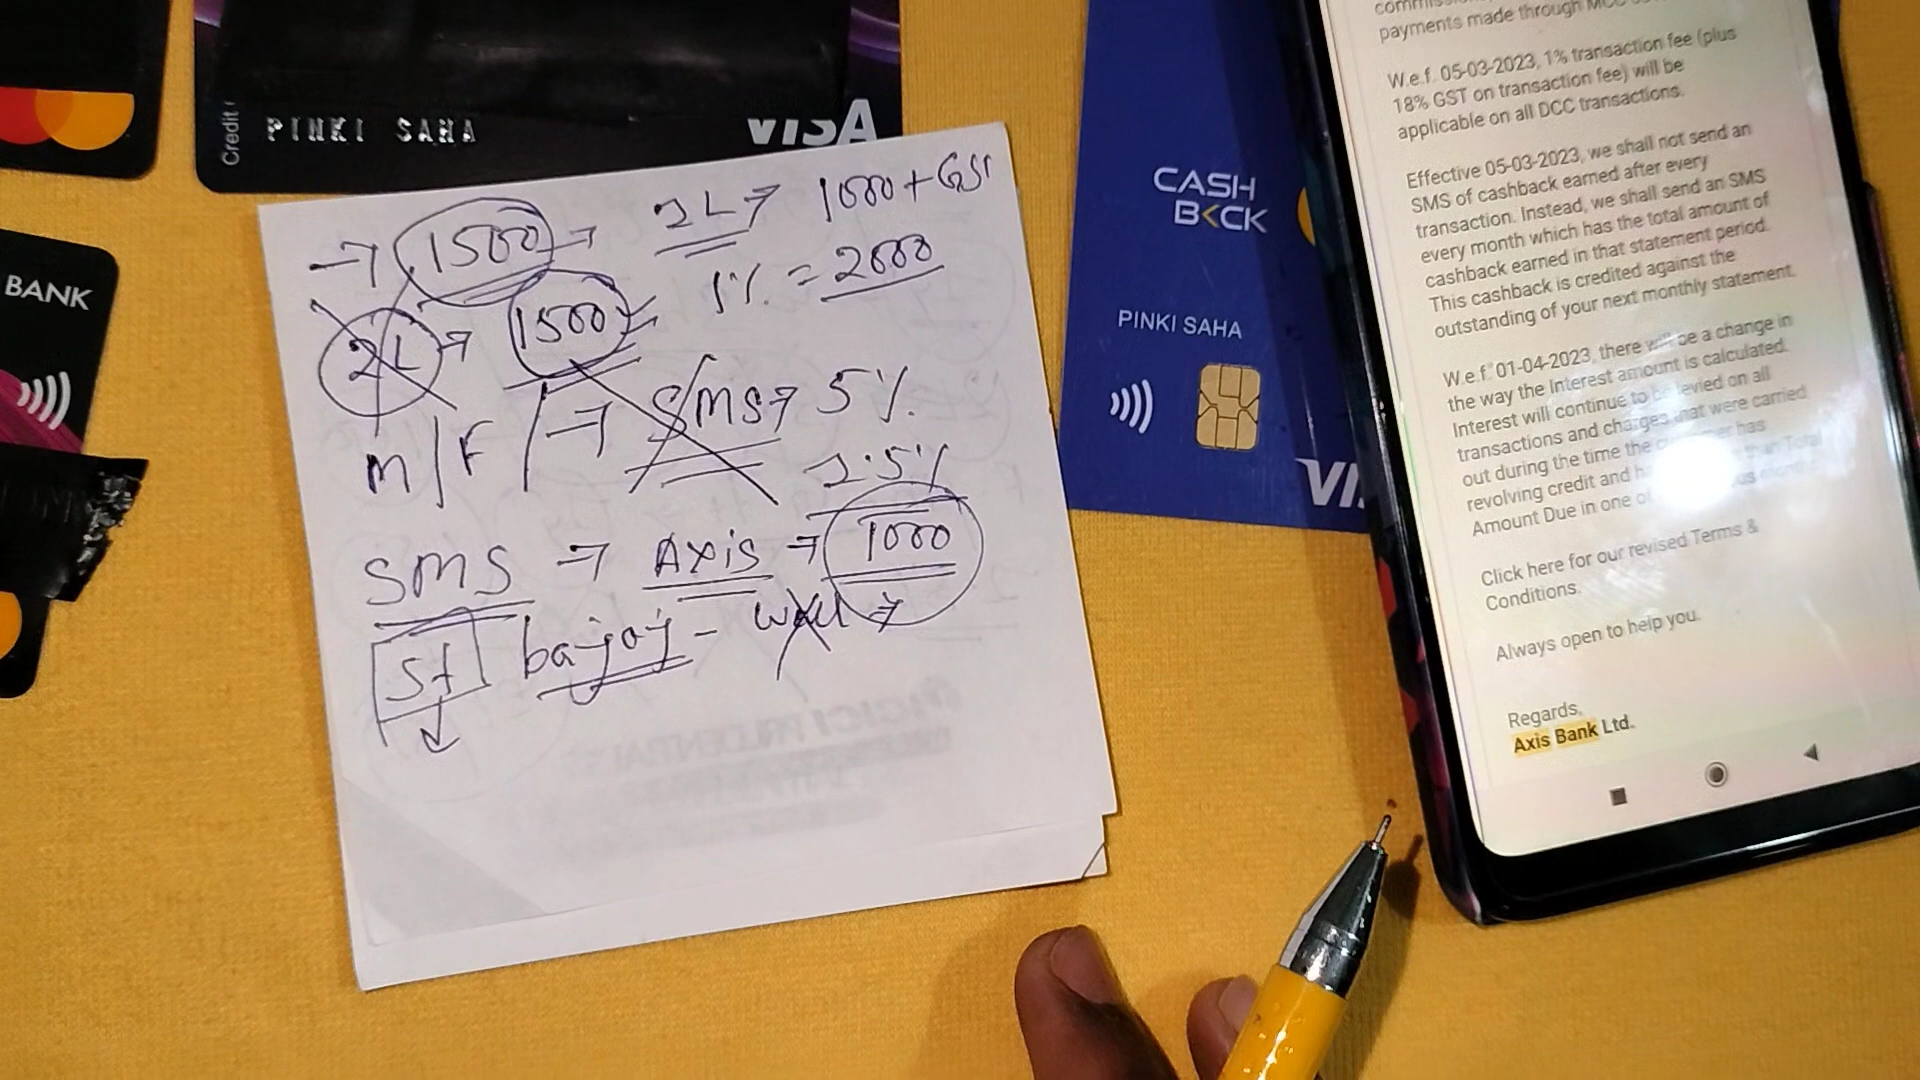 Credit
PINKI SAHA
VISA
BANK
→ 1500 → 2L → 1000 + GST
1% = 2000
2L → 1500
M/F/→ SMS → 5%
2.5%
SMS → Axis → 1000
bajaj -
CASH
BACK
PINKI SAHA
payments made through MCC
W.e.f. 05-03-2023, 1% transaction fee (plus
18% GST on transaction fee) will be
applicable on all DCC transactions.
Effective 05-03-2023, we shall not send an
SMS of cashback earned after every
transaction. Instead, we shall send an SMS
every month which has the total amount of
cashback earned in that statement period.
This cashback is credited against the
outstanding of your next monthly statement.
W.e.f 01-04-2023, there will be a change in
the way the Interest amount is calculated.
Interest will continue to be levied on all
transactions and charges that were carried
out during the time the customer has
revolving credit and than Total
Amount Due in one
Click here for our revised Terms &
Conditions.
Always open to help you.
Regards,
Axis Bank Ltd.